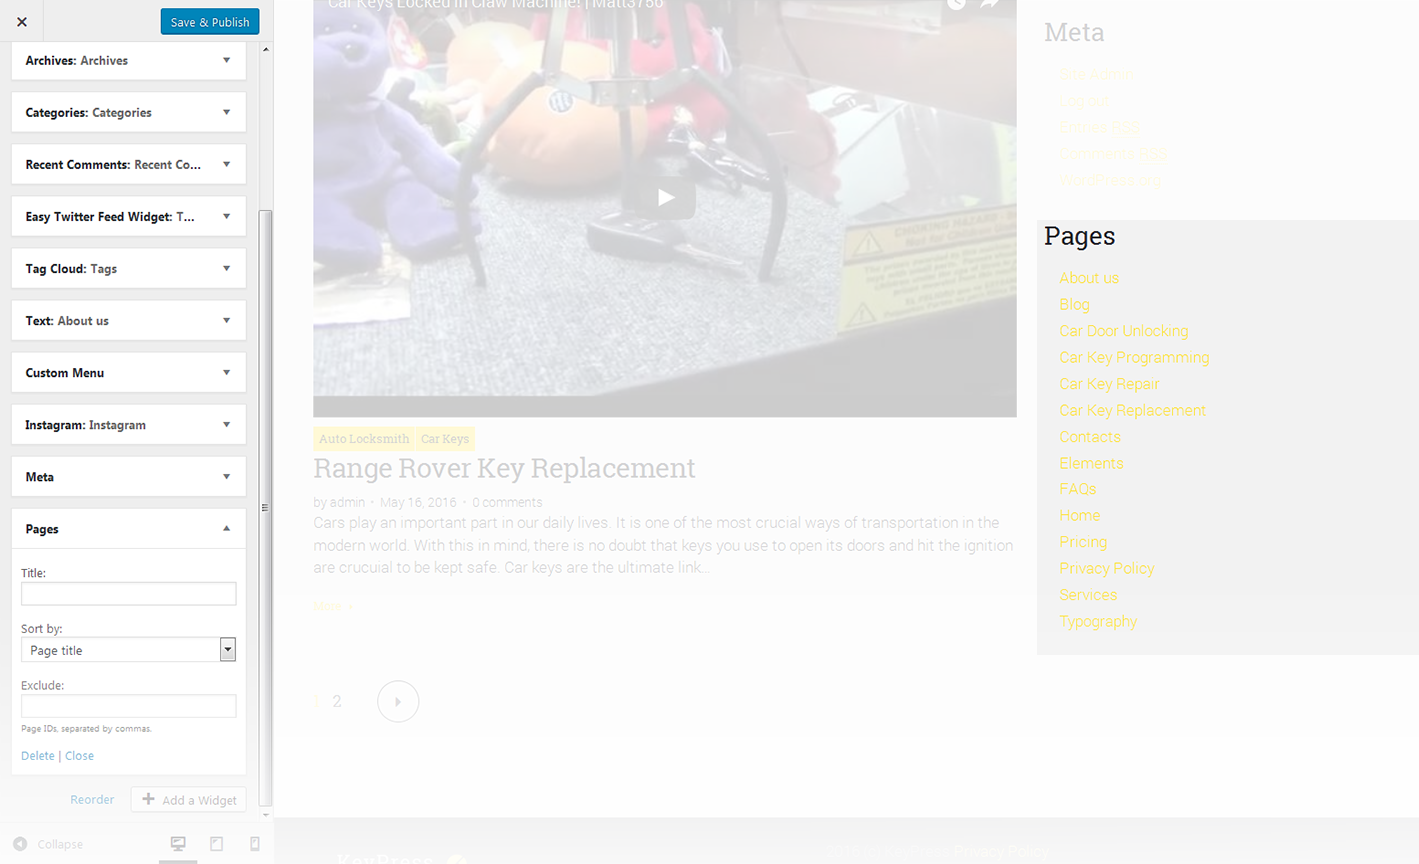 Save & Publish
Archives: Archives
Categories: Categories
Recent Comments: Recent Co...
Easy Twitter Feed Widget: T...
Tag Cloud: Tags
Text: About us
Custom Menu
Instagram: Instagram
Meta
Pages
Title:
Sort by:
Page title
Exclude:
Page IDs, separated by commas.
Delete | Close
Reorder
Add a Widget
Collapse
Car Keys Locked in Claw Machine! | Matt3756
CHOKING HAZARD
Auto Locksmith Car Keys
Range Rover Key Replacement
by admin • May 16, 2016 • 0 comments
Cars play an important part in our daily lives. It is one of the most crucial ways of transportation in the
modern world. With this in mind, there is no doubt that keys you use to open its doors and hit the ignition
are crucuial to be kept safe. Car keys are the ultimate link...
More
1 2
Meta
Site Admin
Log out
Entries RSS
Comments RSS
WordPress.org
Pages
About us
Blog
Car Door Unlocking
Car Key Programming
Car Key Repair
Car Key Replacement
Contacts
Elements
FAQs
Home
Pricing
Privacy Policy
Services
Typography
KeyPress
Privacy Policy